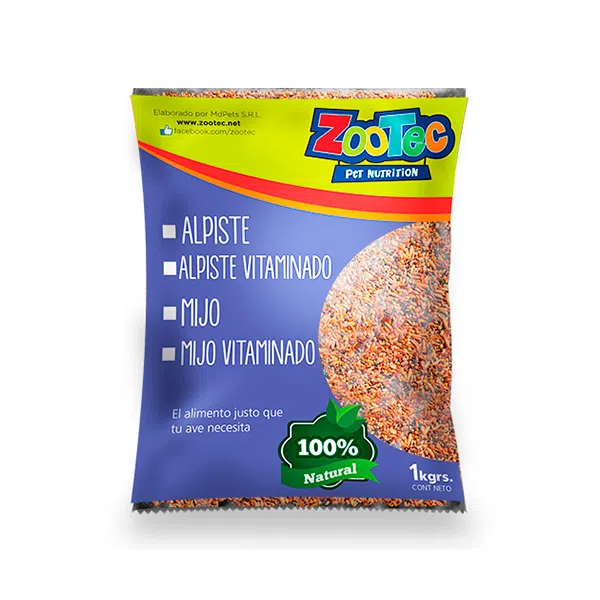 Elaborado por MdPets S.R.L.
www.zootec.net
facebook.com/zootec
ZooTec
Pet Nutrition
ALPISTE
ALPISTE VITAMINADO
MIJO
MIJO VITAMINADO
El alimento justo que
tu ave necesita
100%
Natural
1kgrs.
CONT NETO